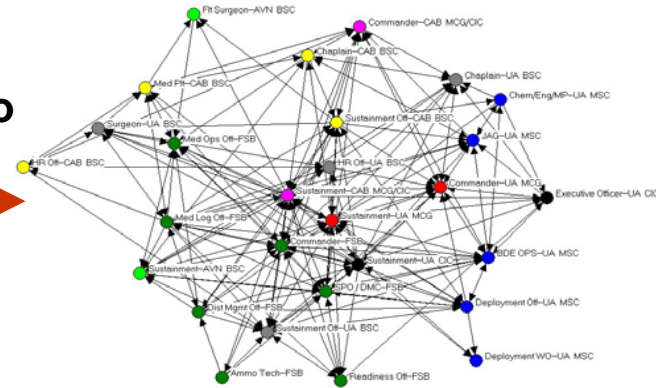 Flt Surgeon-AVN BSC
Commander-CAB MCG/CIC
Chaplain-CAB BSC
Chaplain-UA BSC
Med Plt-CAB BSC
Chem/Eng/MP-UA MSC
o
Sustainment Off-CAB BSC
Surgeon-UA BSC
Med Ops Off-FSB
JAG-UA MSC
HR Off-CAB BSC
HR Off-UA BSC
Commander-UA MCG
Sustainment-CAB MCG/CIC
Executive Officer-UA CIC
Med Log Off-FSB
Sustainment-UA MCG
Commander-FSB
BDE OPS-UA MSC
Sustainment-UA CIC
Sustainment-AVN BSC
SPO / DMC-FSB
Deployment Off-UA MSC
Dist Mgmt Off-FSB
Sustainment Off-UA BSC
Deployment WO-UA MSC
Ammo Tech-FSB
Readiness Off-FSB